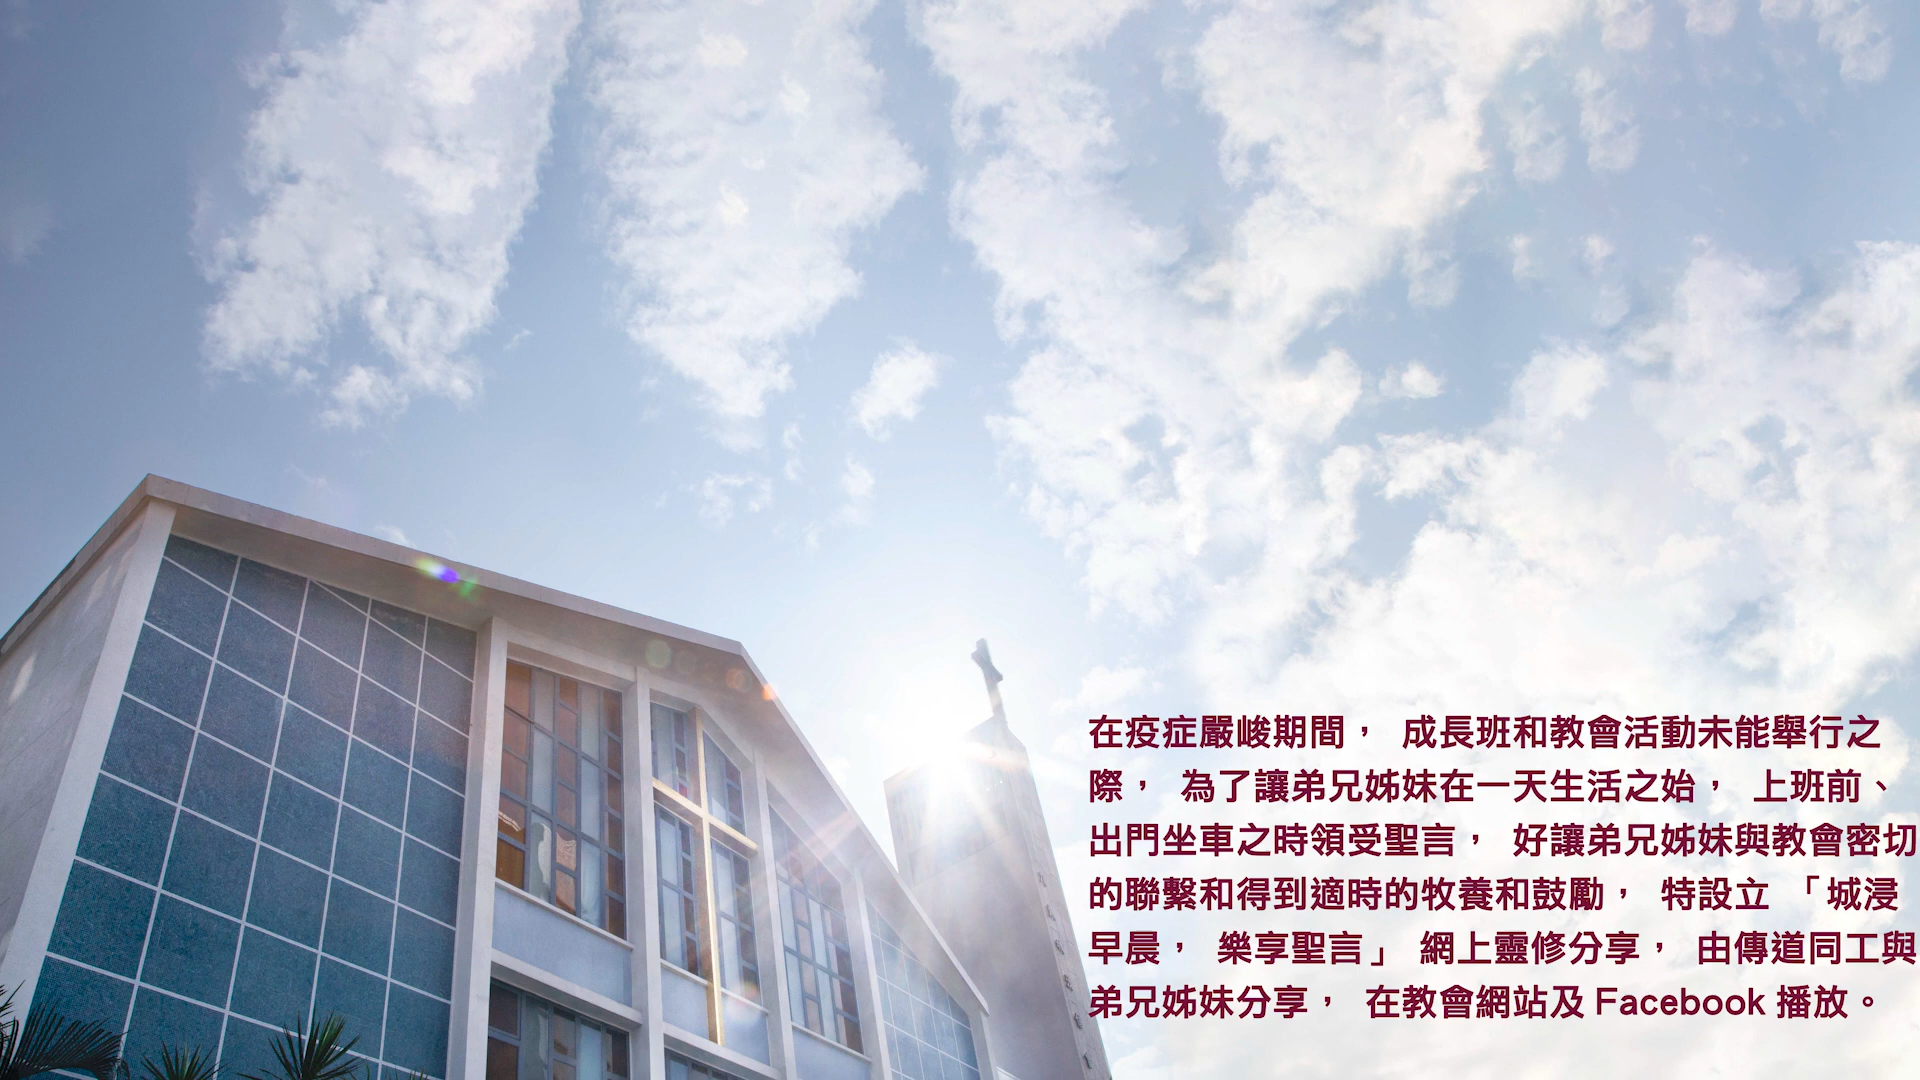 在疫症嚴峻期間， 成長班和教會活動未能舉行之
際， 為了讓弟兄姊妹在一天生活之始， 上班前、
出門坐車之時領受聖言， 好讓弟兄姊妹與教會密切
的聯繫和得到適時的牧養和鼓勵， 特設立 「城浸
早晨， 樂享聖言」 網上靈修分享， 由傳道同工與
弟兄姊妹分享， 在教會網站及 Facebook 播放。